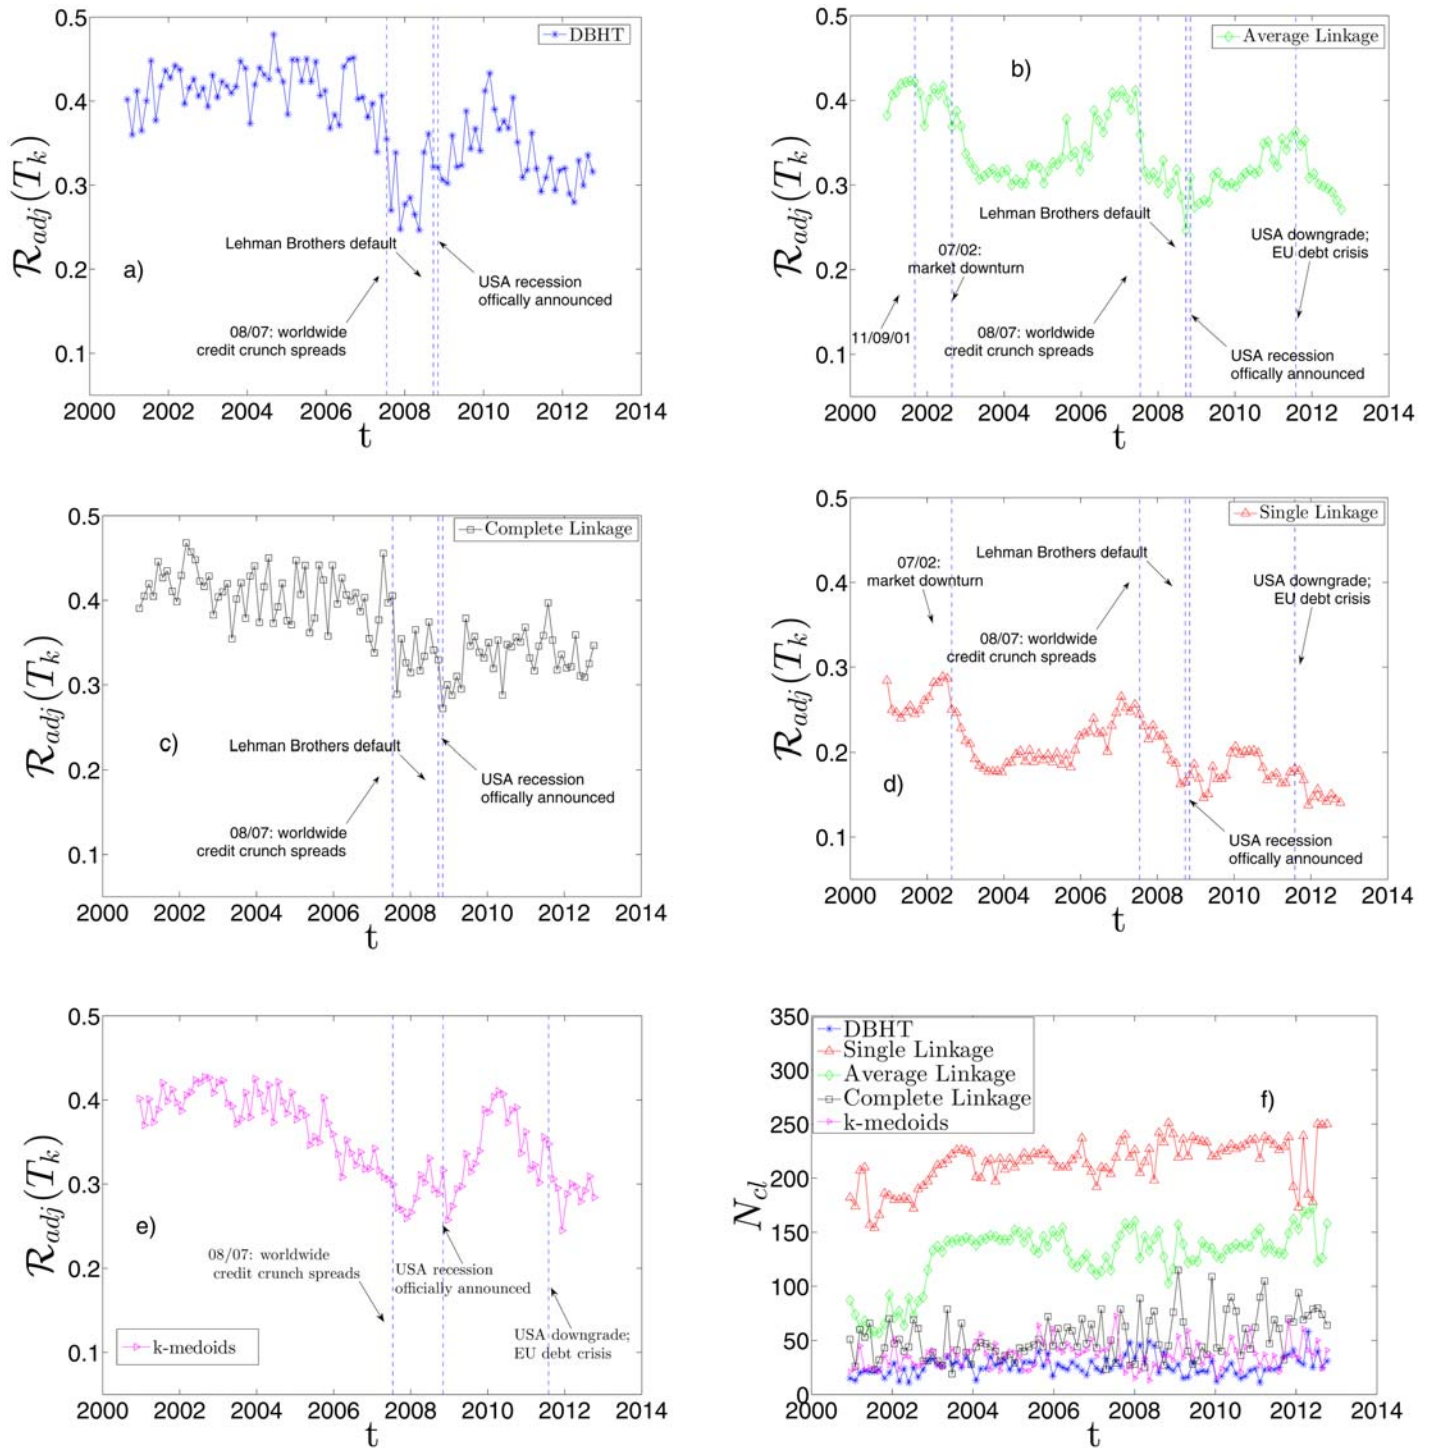 0.5
0.4
0.3
0.2
0.1
R_adj(T_k)
DBHT
a)
Lehman Brothers default
USA recession
offically announced
08/07: worldwide
credit crunch spreads
2000 2002 2004 2006 2008 2010 2012 2014
t
0.5
0.4
0.3
0.2
0.1
R_adj(T_k)
Average Linkage
b)
Lehman Brothers default
07/02:
market downturn
USA downgrade;
EU debt crisis
11/09/01
08/07: worldwide
credit crunch spreads
USA recession
offically announced
2000 2002 2004 2006 2008 2010 2012 2014
t
0.5
0.4
0.3
0.2
0.1
R_adj(T_k)
Complete Linkage
c)
Lehman Brothers default
USA recession
offically announced
08/07: worldwide
credit crunch spreads
2000 2002 2004 2006 2008 2010 2012 2014
t
0.5
0.4
0.3
0.2
0.1
R_adj(T_k)
Single Linkage
Lehman Brothers default
07/02:
market downturn
USA downgrade;
EU debt crisis
08/07: worldwide
credit crunch spreads
d)
USA recession
offically announced
2000 2002 2004 2006 2008 2010 2012 2014
t
0.5
0.4
0.3
0.2
0.1
R_adj(T_k)
e)
08/07: worldwide
credit crunch spreads
USA recession
officially announced
USA downgrade;
EU debt crisis
k-medoids
2000 2002 2004 2006 2008 2010 2012 2014
t
350
300
250
200
150
100
50
0
N_cl
DBHT
Single Linkage
Average Linkage
Complete Linkage
k-medoids
f)
2000 2002 2004 2006 2008 2010 2012 2014
t